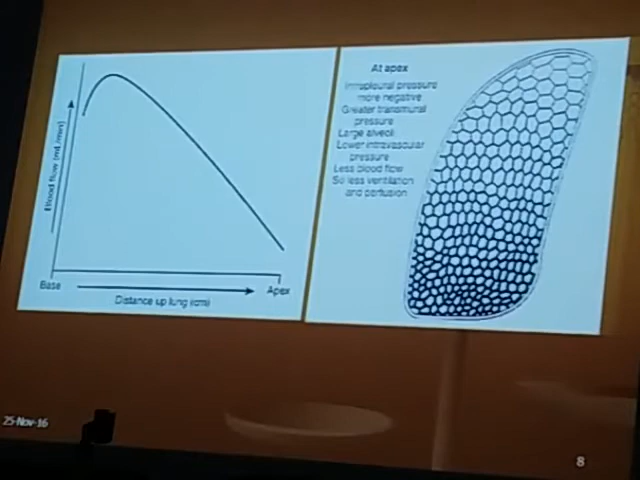 Blood flow (mL/min)
Base
Apex
Distance up lung (cm)
At apex
Intrapleural pressure
more negative
Greater transmural
pressure
Large alveoli
Lower intravascular
pressure
Less blood flow
So less ventilation
and perfusion
25-Nov-16
8